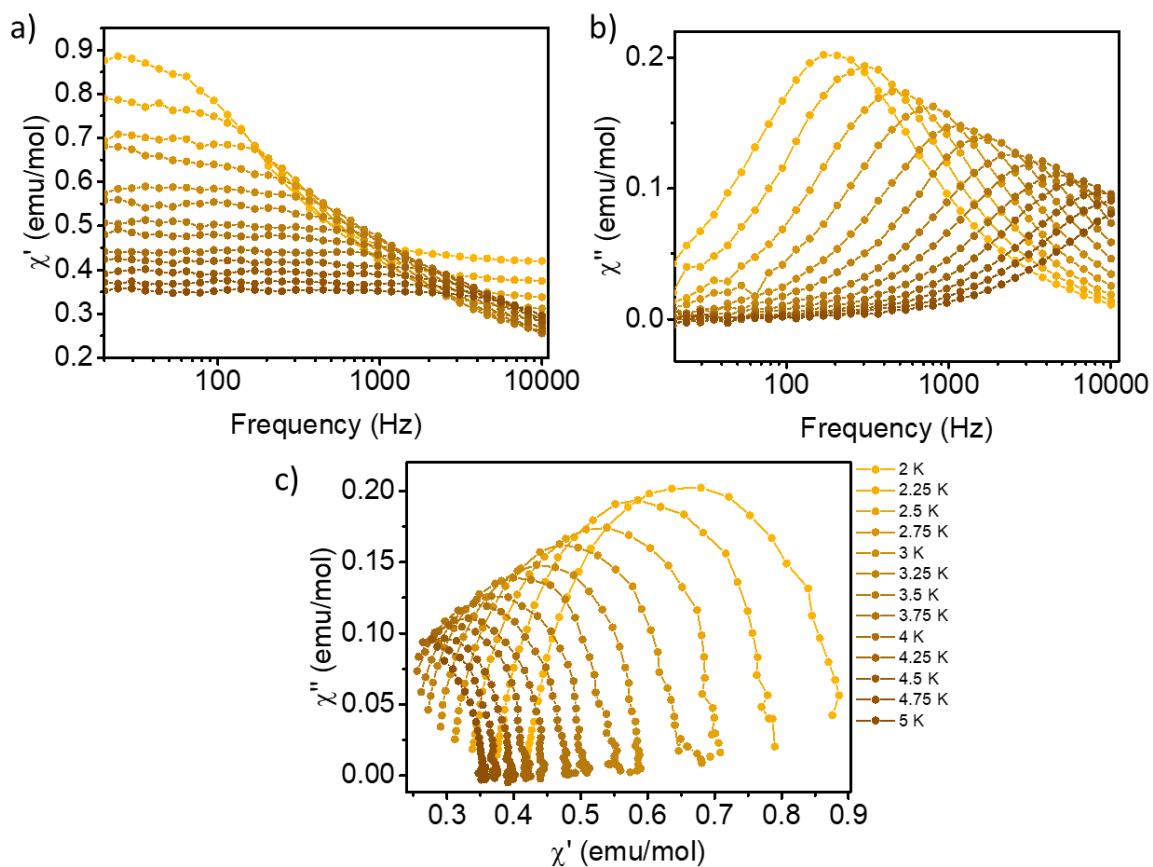 a)
χ' (emu/mol)
0.9
0.8
0.7
0.6
0.5
0.4
0.3
0.2
100
1000
10000
Frequency (Hz)
b)
χ'' (emu/mol)
0.2
0.1
0.0
100
1000
10000
Frequency (Hz)
c)
χ'' (emu/mol)
0.20
0.15
0.10
0.05
0.00
0.3
0.4
0.5
0.6
0.7
0.8
0.9
χ' (emu/mol)
2 K
2.25 K
2.5 K
2.75 K
3 K
3.25 K
3.5 K
3.75 K
4 K
4.25 K
4.5 K
4.75 K
5 K